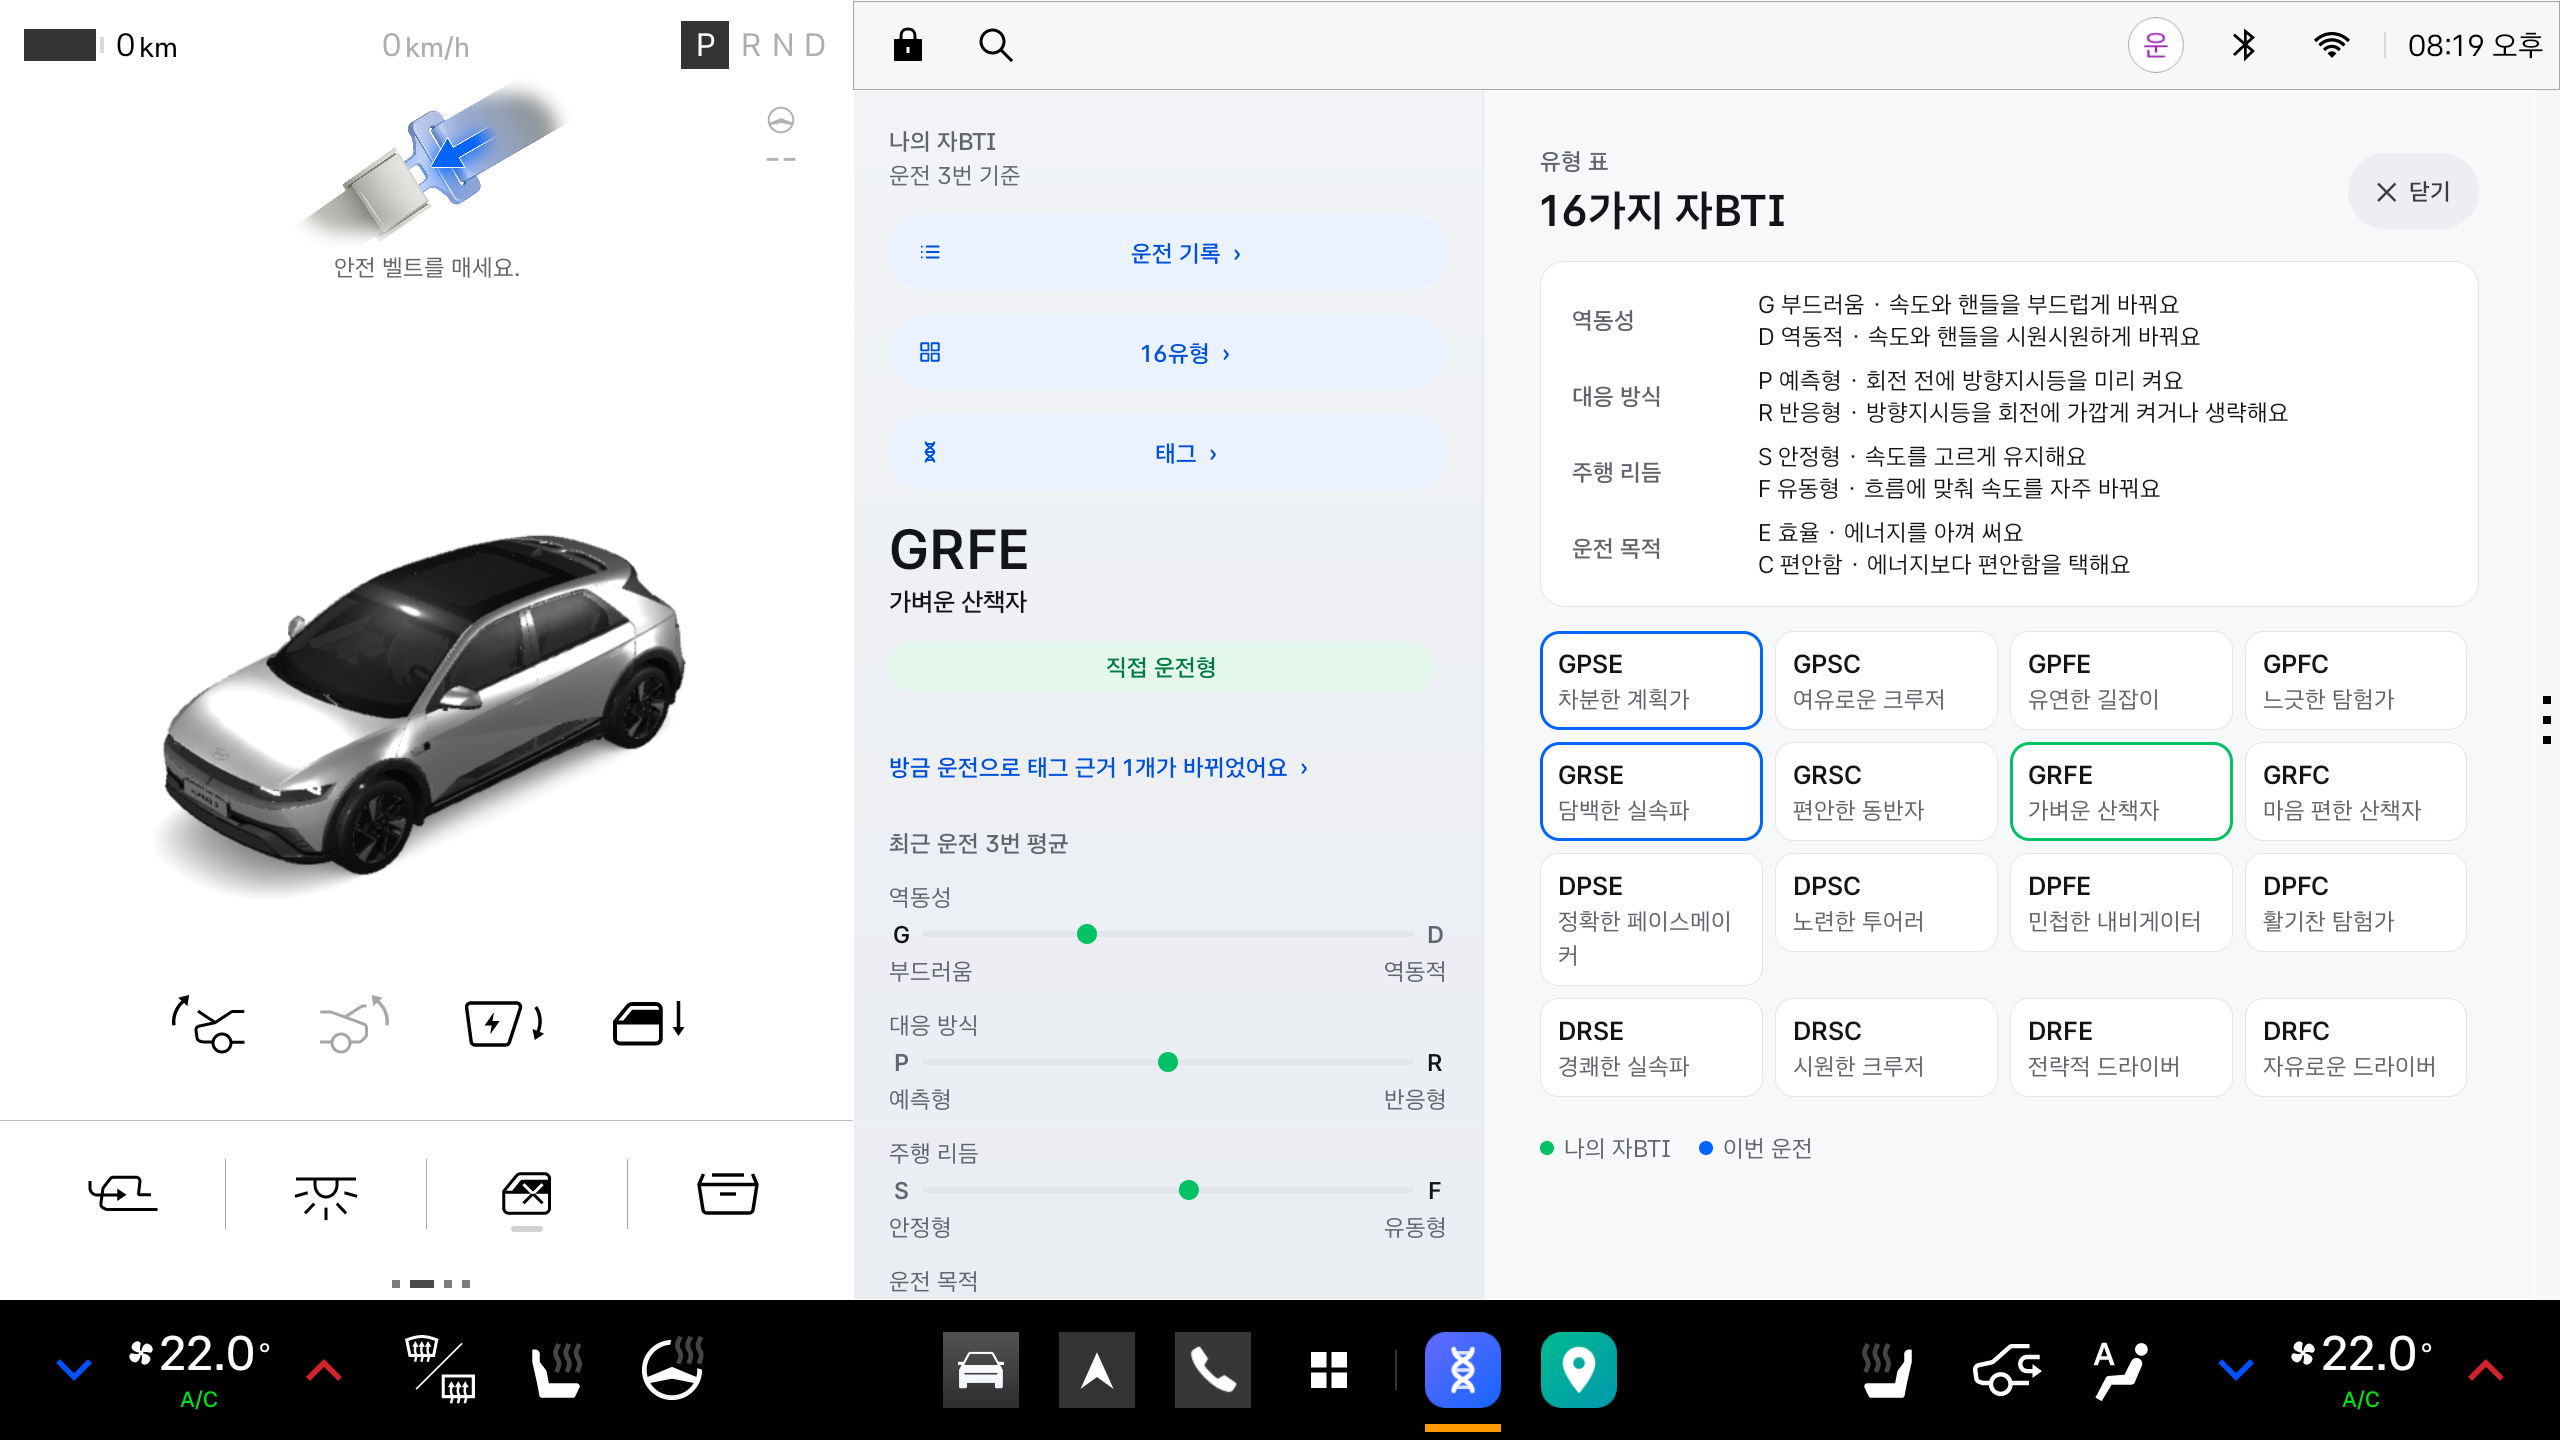 0 km
0 km/h
P R N D
운
08:19 오후
안전 벨트를 매세요.
나의 자BTI
운전 3번 기준
운전 기록 ›
16유형 ›
태그 ›
GRFE
가벼운 산책자
직접 운전형
방금 운전으로 태그 근거 1개가 바뀌었어요 ›
최근 운전 3번 평균
역동성
G D
부드러움 역동적
대응 방식
P R
예측형 반응형
주행 리듬
S F
안정형 유동형
운전 목적
유형 표
16가지 자BTI
닫기
역동성
G 부드러움 · 속도와 핸들을 부드럽게 바꿔요
D 역동적 · 속도와 핸들을 시원시원하게 바꿔요
대응 방식
P 예측형 · 회전 전에 방향지시등을 미리 켜요
R 반응형 · 방향지시등을 회전에 가깝게 켜거나 생략해요
주행 리듬
S 안정형 · 속도를 고르게 유지해요
F 유동형 · 흐름에 맞춰 속도를 자주 바꿔요
운전 목적
E 효율 · 에너지를 아껴 써요
C 편안함 · 에너지보다 편안함을 택해요
GPSE
차분한 계획가
GPSC
여유로운 크루저
GPFE
유연한 길잡이
GPFC
느긋한 탐험가
GRSE
담백한 실속파
GRSC
편안한 동반자
GRFE
가벼운 산책자
GRFC
마음 편한 산책자
DPSE
정확한 페이스메이
커
DPSC
노련한 투어러
DPFE
민첩한 내비게이터
DPFC
활기찬 탐험가
DRSE
경쾌한 실속파
DRSC
시원한 크루저
DRFE
전략적 드라이버
DRFC
자유로운 드라이버
나의 자BTI
이번 운전
22.0°
A/C
A
22.0°
A/C